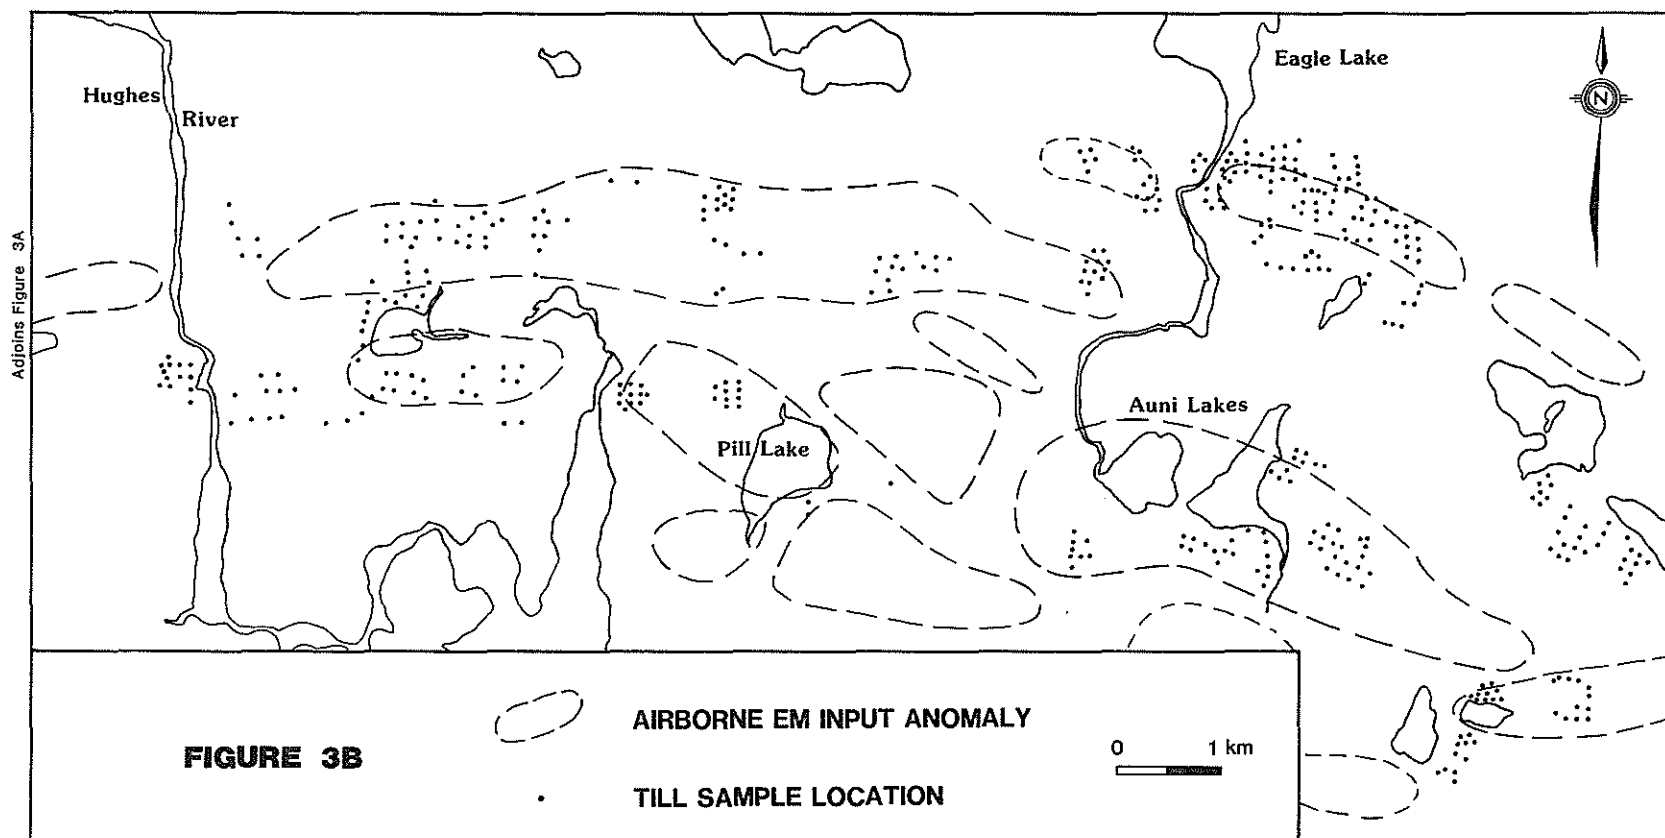 Hughes
River
Eagle Lake
N
Adjoins Figure 3A
Auni Lakes
Pill Lake
FIGURE 3B
AIRBORNE EM INPUT ANOMALY
TILL SAMPLE LOCATION
0 1 km